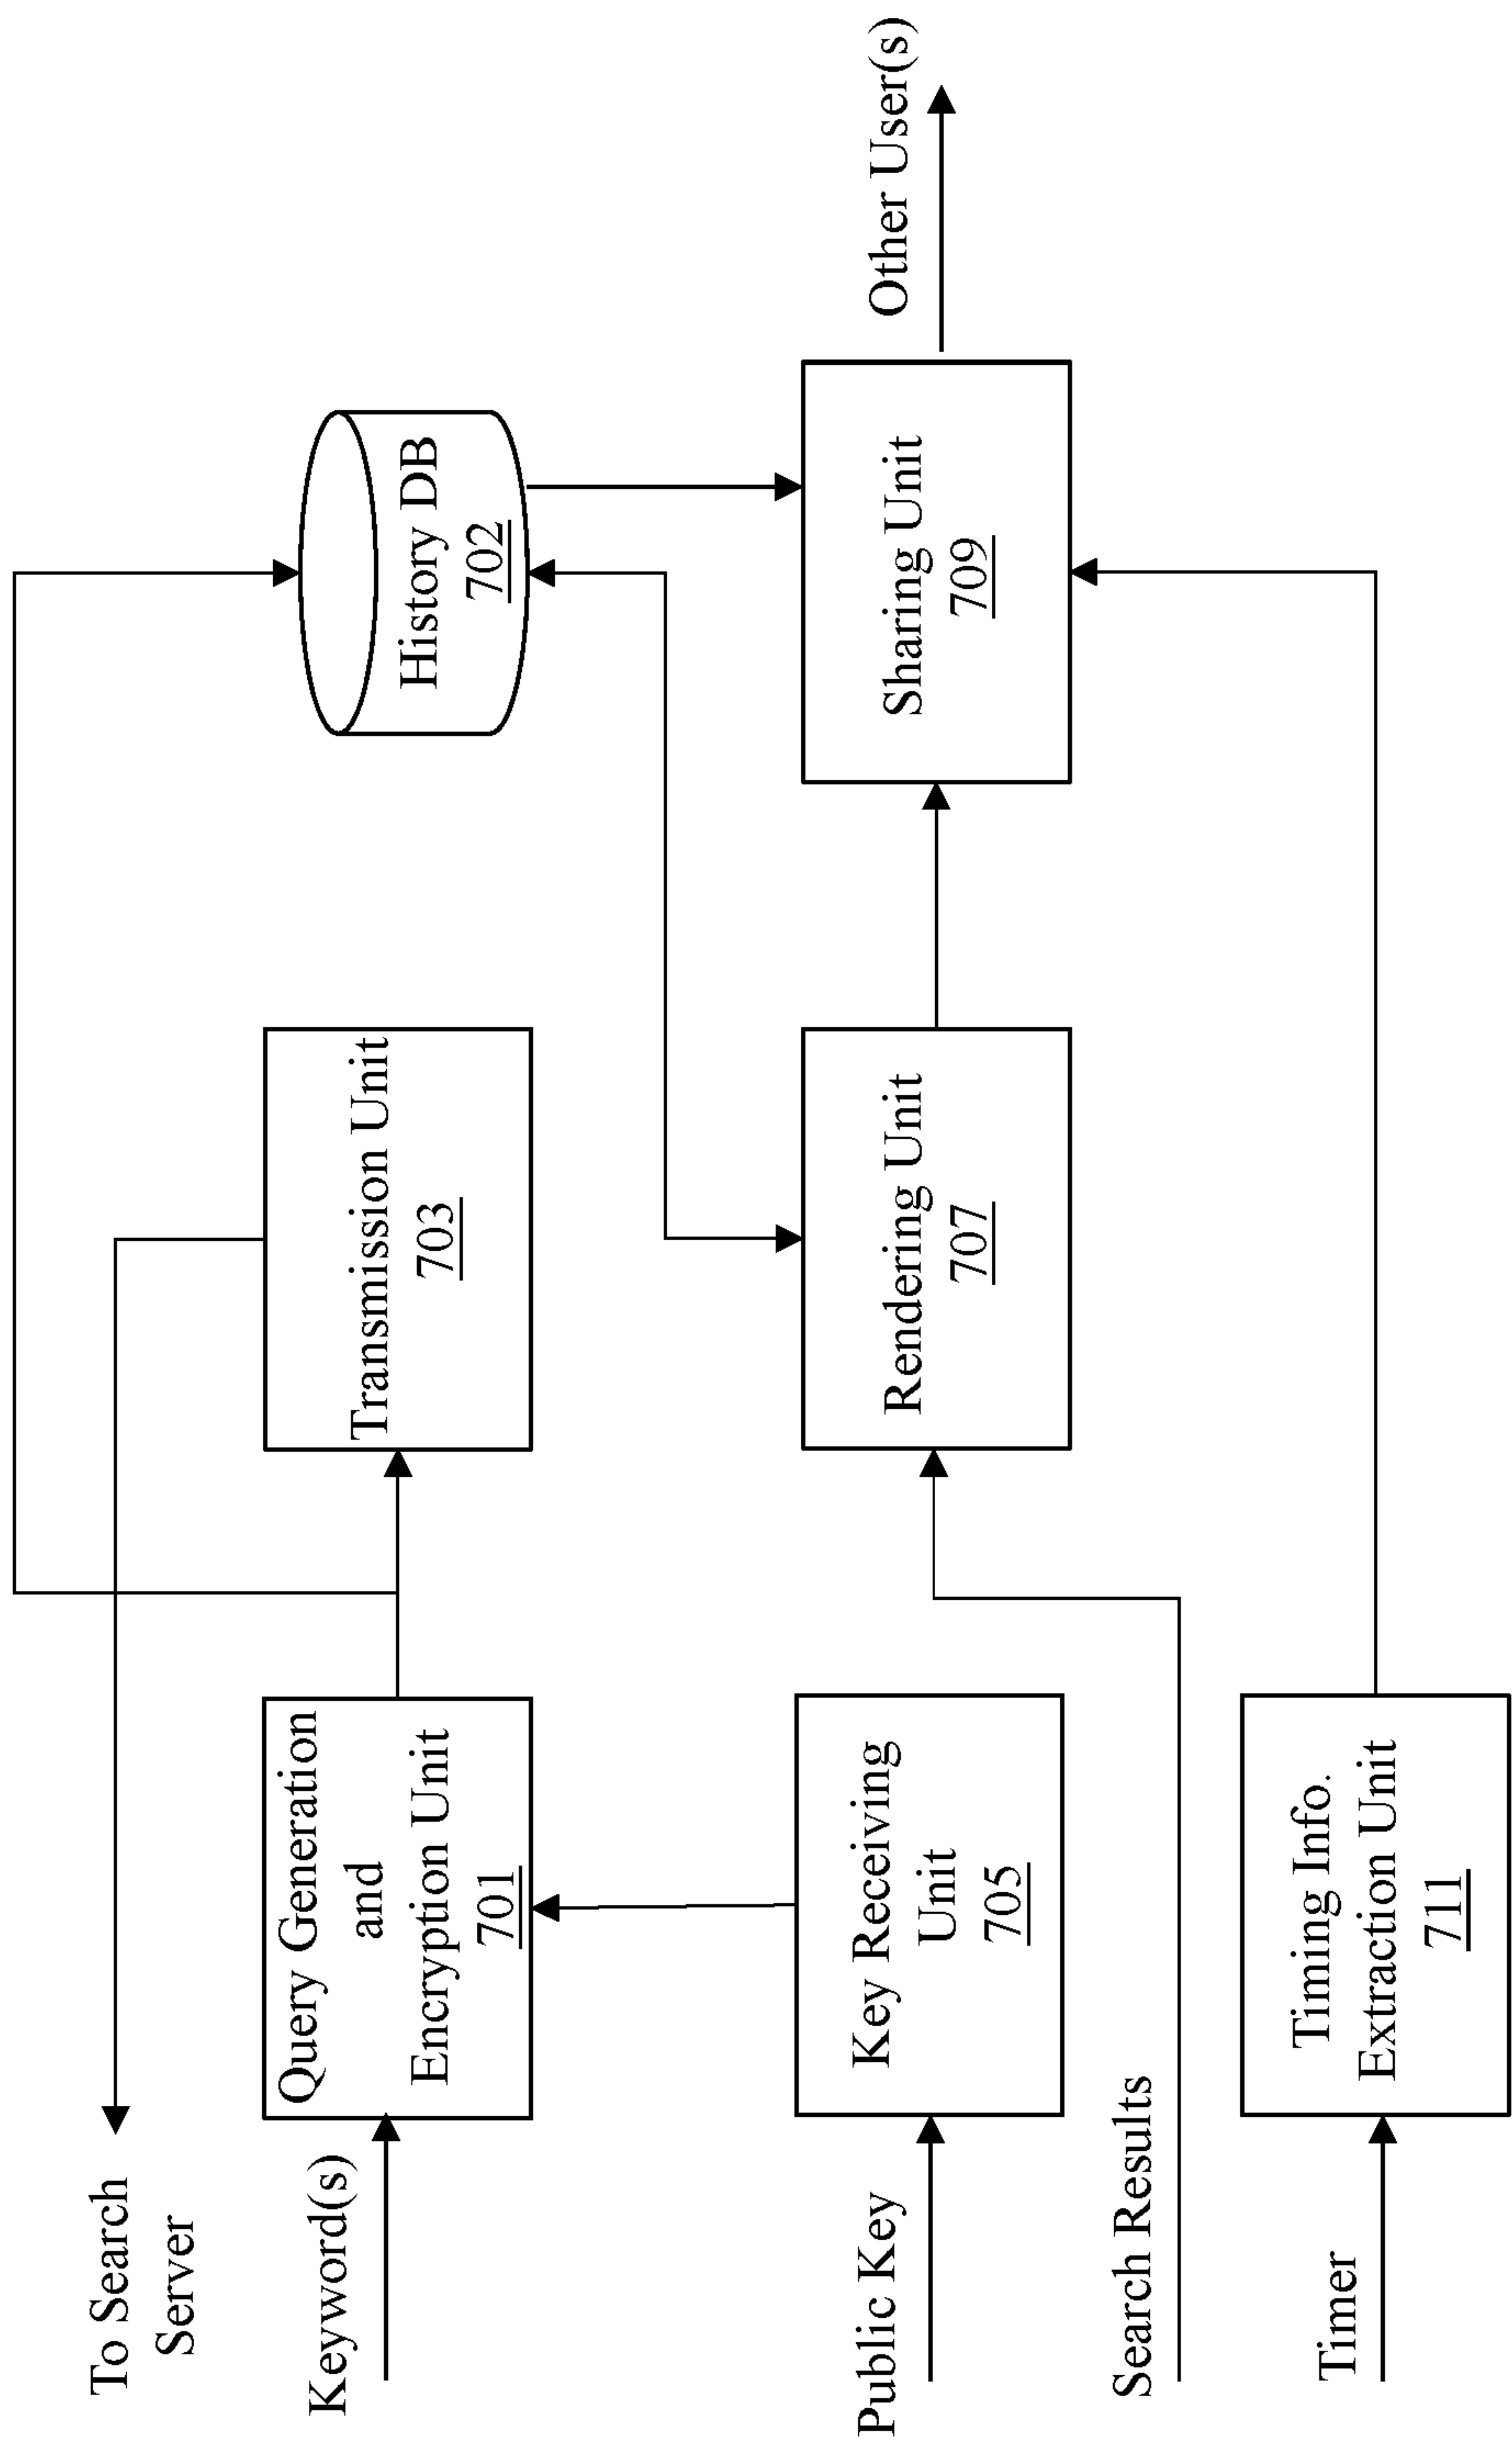 To Search
Server
Keyword(s)
Query Generation
and
Encryption Unit
701
Transmission Unit
703
History DB
702
Public Key
Key Receiving
Unit
705
Rendering Unit
707
Sharing Unit
709
Other User(s)
Search Results
Timer
Timing Info.
Extraction Unit
711